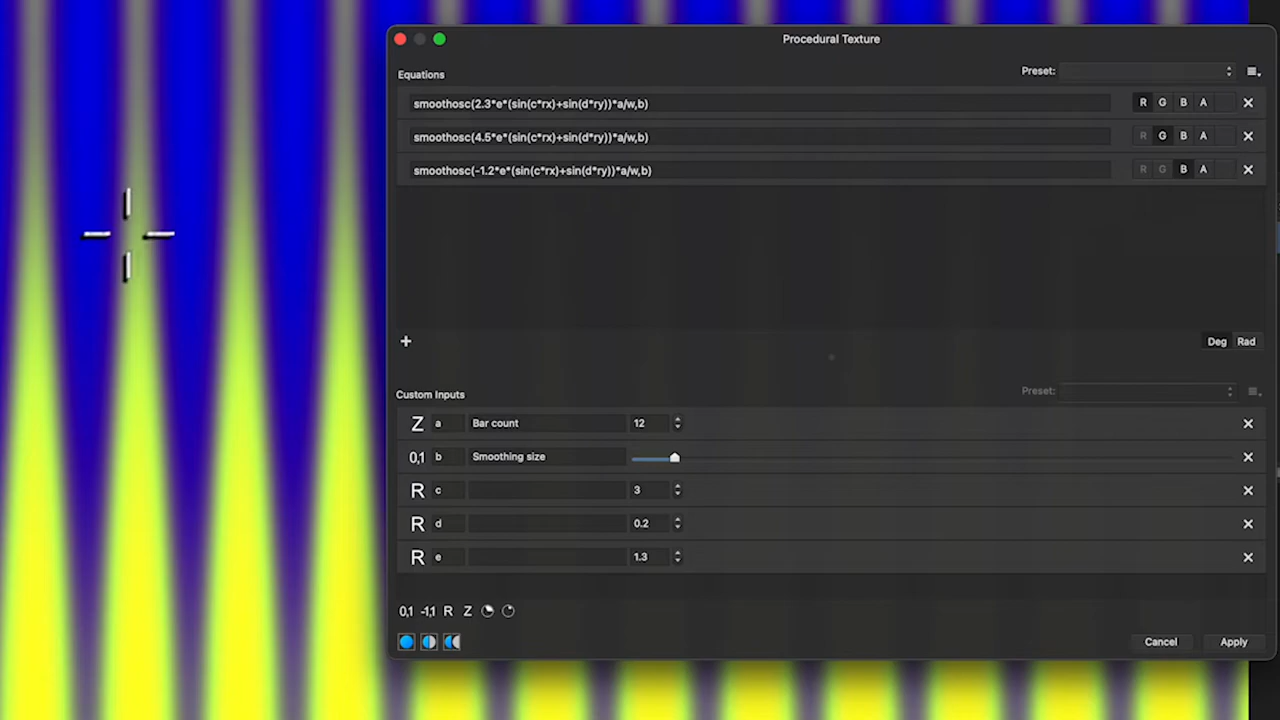 Procedural Texture
Equations Preset:
smoothosc(2.3*e*(sin(c*rx)+sin(d*ry))*a/w,b) R G B A
smoothosc(4.5*e*(sin(c*rx)+sin(d*ry))*a/w,b) R G B A
smoothosc(-1.2*e*(sin(c*rx)+sin(d*ry))*a/w,b) R G B A
Deg Rad
Custom Inputs Preset:
Z a Bar count 12
0,1 b Smoothing size
R c 3
R d 0.2
R e 1.3
0,1 -1,1 R Z
Cancel Apply